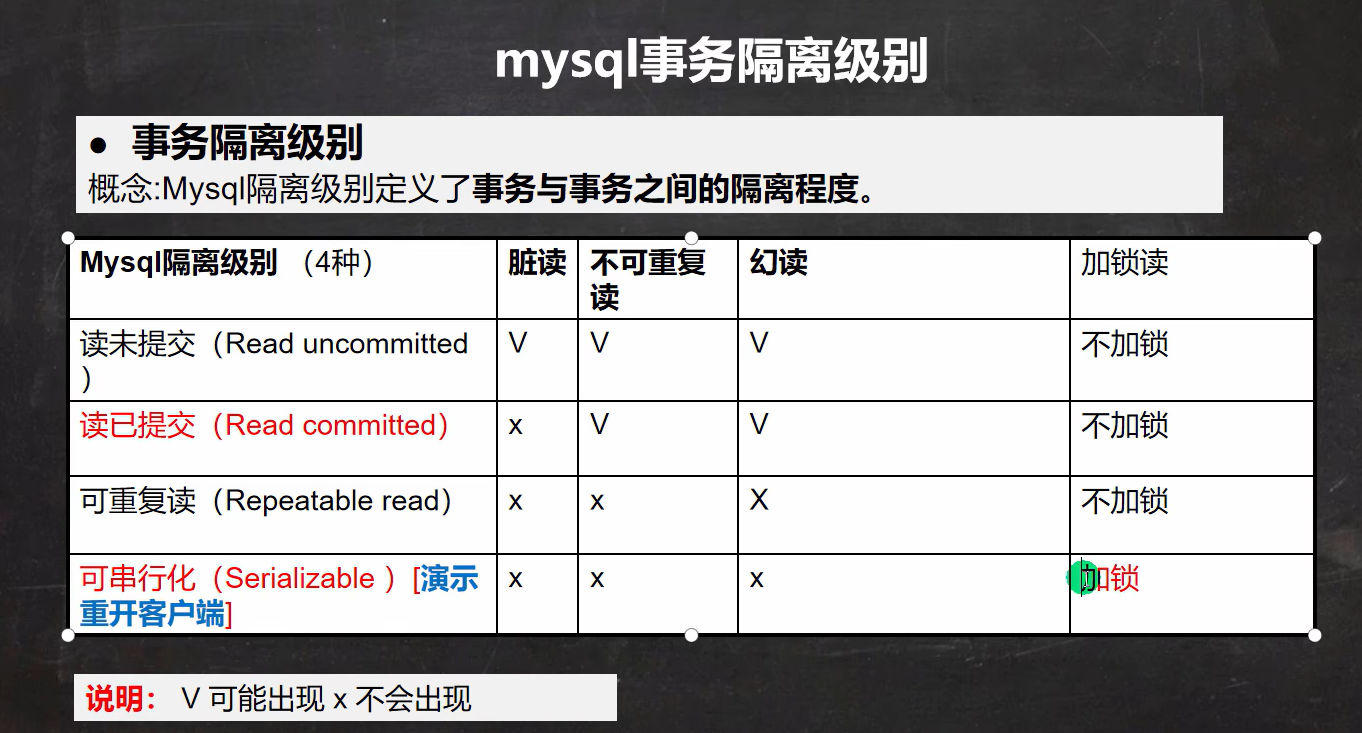 mysql事务隔离级别
● 事务隔离级别
概念:Mysql隔离级别定义了事务与事务之间的隔离程度。
Mysql隔离级别 （4种） 脏读 不可重复 幻读 加锁读
读
读未提交（Read uncommitted V V V 不加锁
）
读已提交（Read committed） x V V 不加锁
可重复读（Repeatable read） x x X 不加锁
可串行化（Serializable ）[演示 x x x 加锁
重开客户端]
说明： V 可能出现 x 不会出现